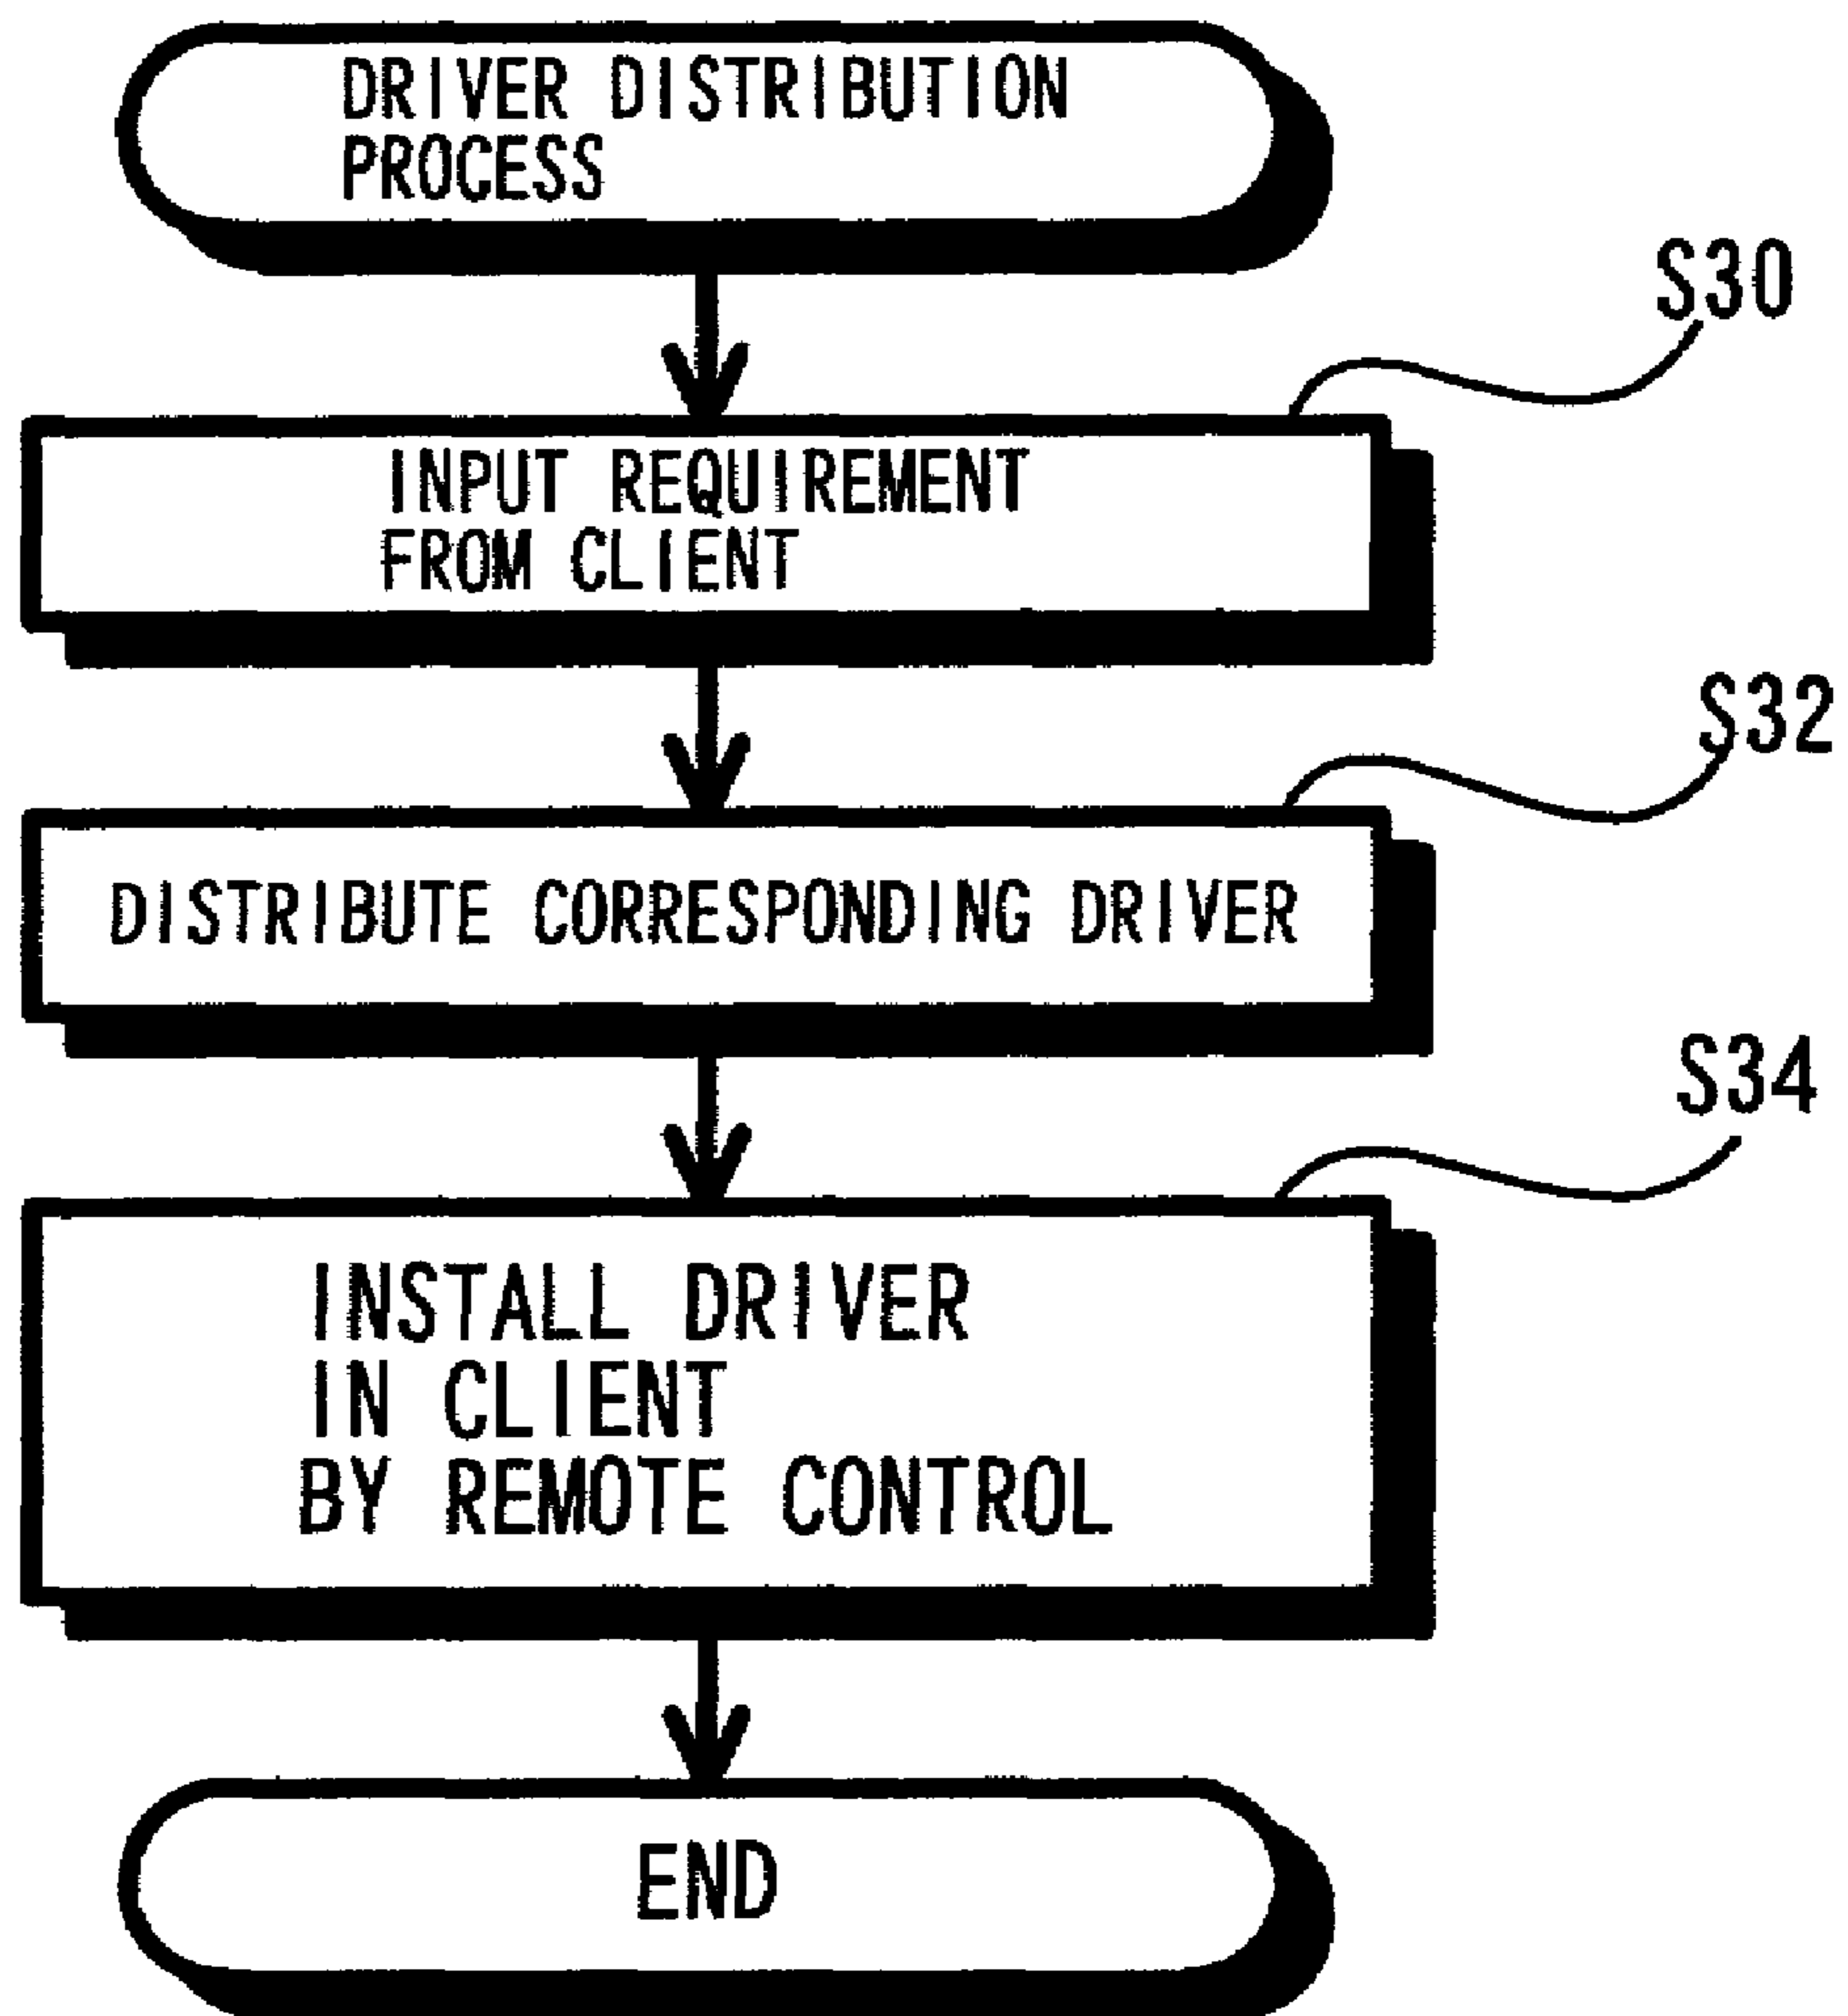 DRIVER DISTRIBUTION
PROCESS
S30
INPUT REQUIREMENT
FROM CLIENT
S32
DISTRIBUTE CORRESPONDING DRIVER
S34
INSTALL DRIVER
IN CLIENT
BY REMOTE CONTROL
END